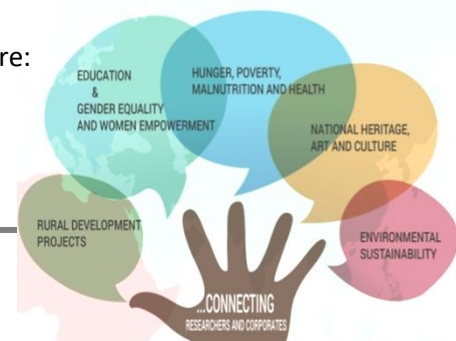 re:
EDUCATION
&
GENDER EQUALITY
AND WOMEN EMPOWERMENT
HUNGER, POVERTY,
MALNUTRITION AND HEALTH
NATIONAL HERITAGE,
ART AND CULTURE
RURAL DEVELOPMENT
PROJECTS
ENVIRONMENTAL
SUSTAINABILITY
...CONNECTING
RESEARCHERS AND CORPORATES